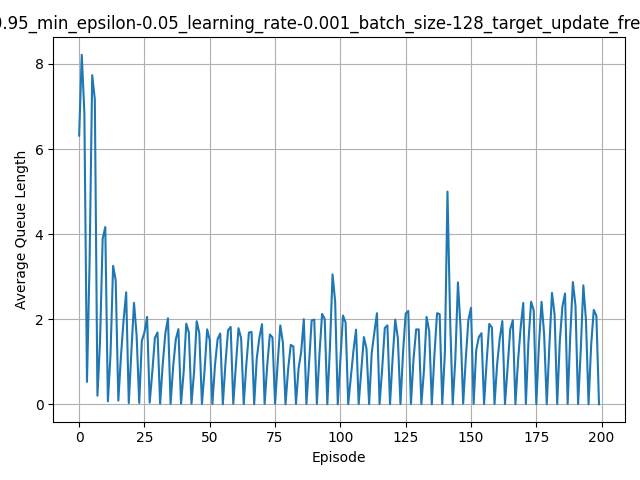 0.95_min_epsilon-0.05_learning_rate-0.001_batch_size-128_target_update_fre
8
6
4
2
0
Average Queue Length
0 25 50 75 100 125 150 175 200
Episode